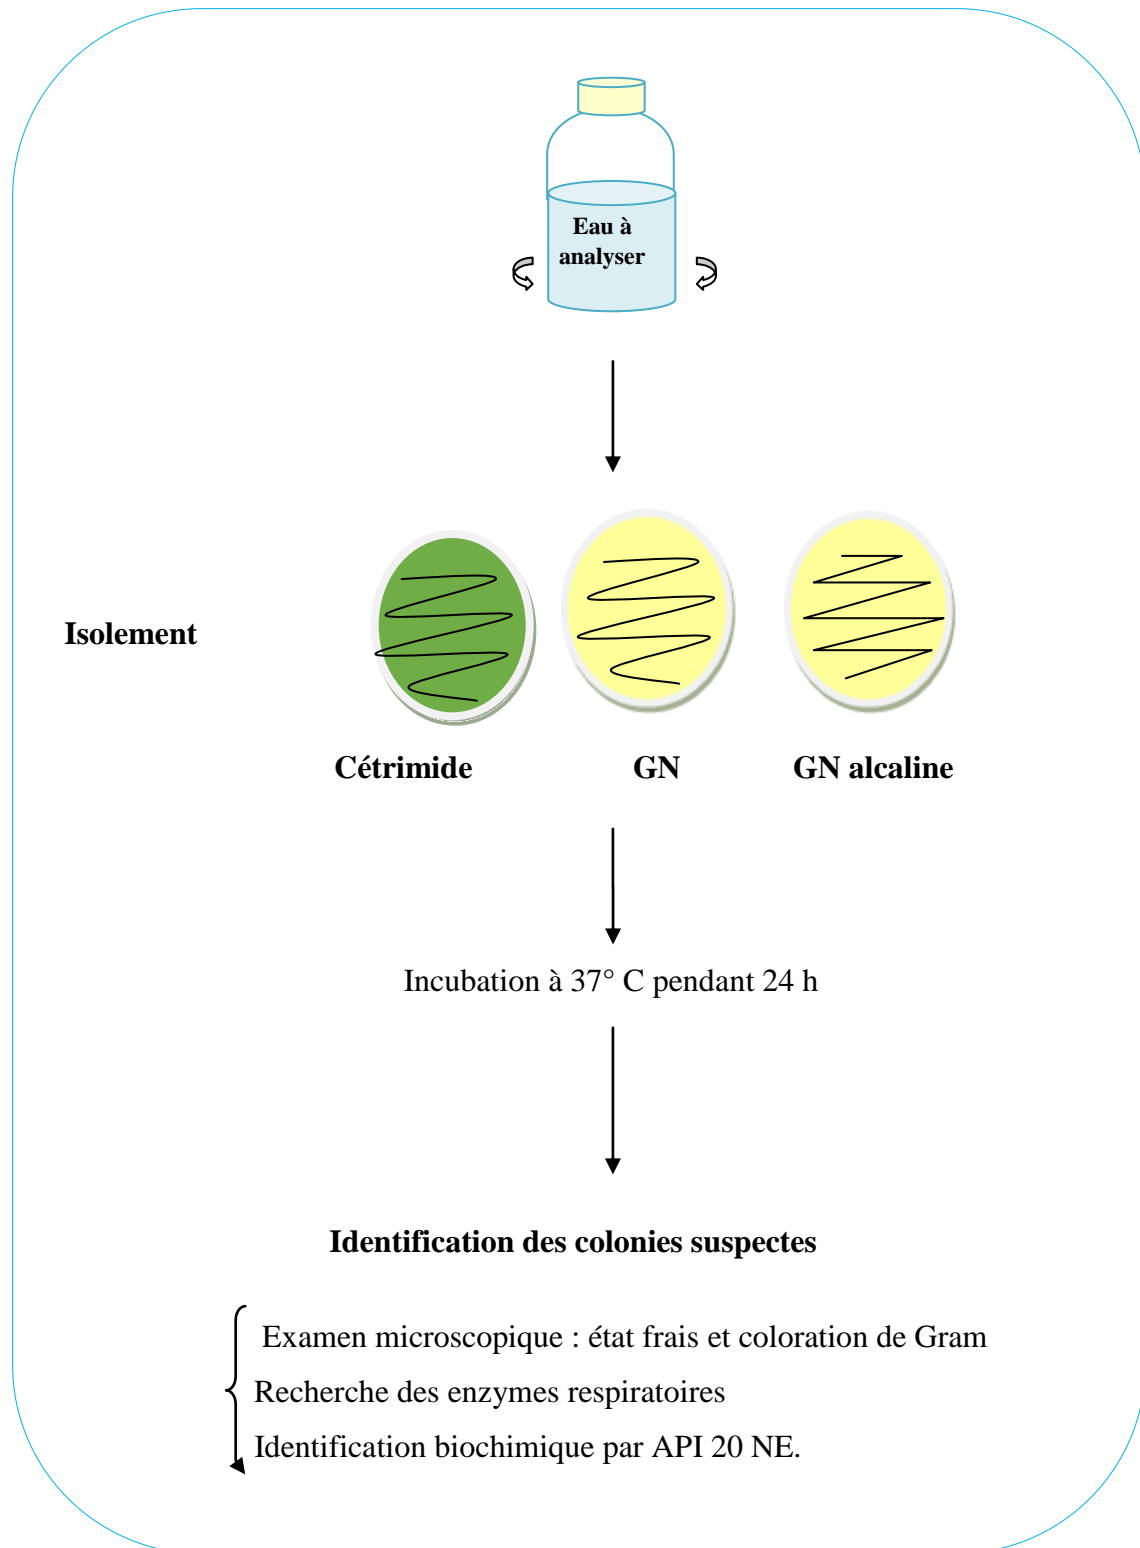 Eau à
analyser
Isolement
Cétrimide
GN
GN alcaline
Incubation à 37° C pendant 24 h
Identification des colonies suspectes
Examen microscopique : état frais et coloration de Gram
Recherche des enzymes respiratoires
Identification biochimique par API 20 NE.